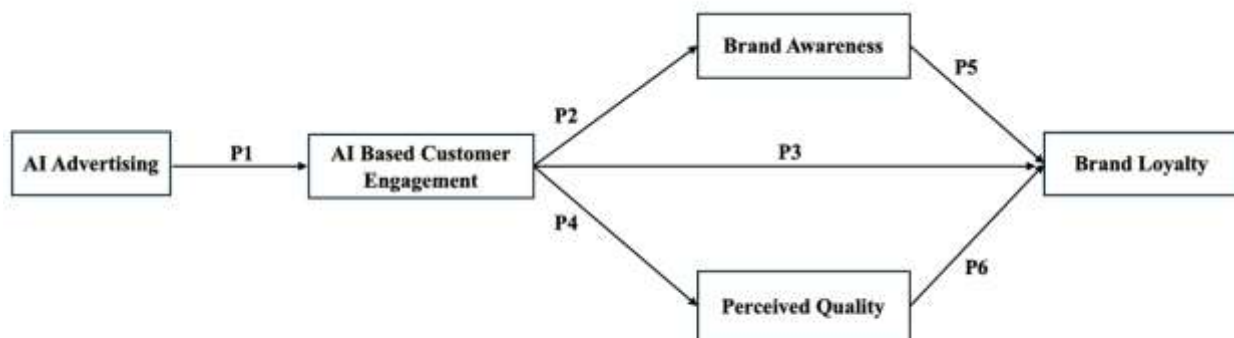 Brand Awareness
P5
P2
AI Advertising
P1
AI Based Customer
Engagement
P3
Brand Loyalty
P4
P6
Perceived Quality